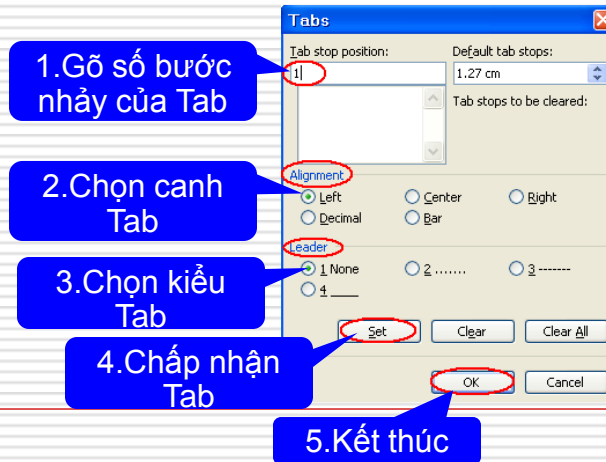 Tabs
Tab stop position:
Default tab stops:
1
1.27 cm
Tab stops to be cleared:
1.Gõ số bước
nhảy của Tab
Alignment
Left
Center
Right
Decimal
Bar
2.Chọn canh
Tab
Leader
1 None
2 .......
3 -------
4 ____
3.Chọn kiểu
Tab
Set
Clear
Clear All
4.Chấp nhận
Tab
OK
Cancel
5.Kết thúc